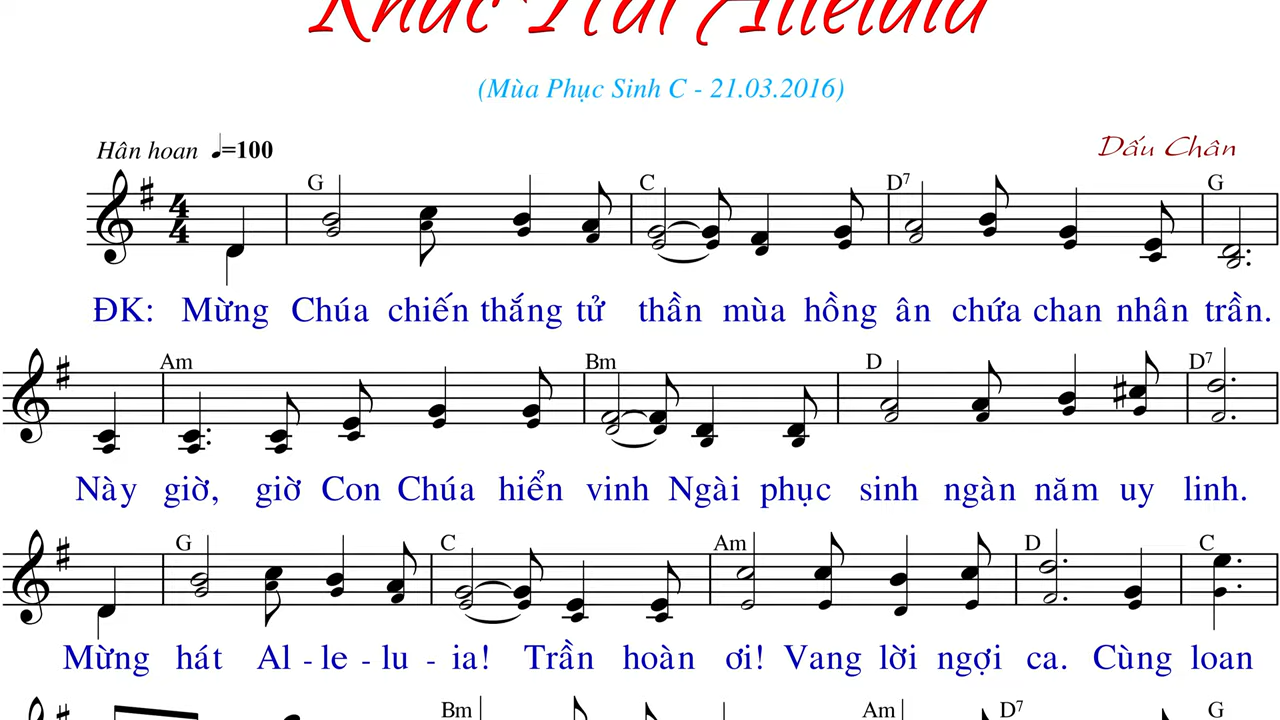 Khúc Hát Alleluia
(Mùa Phục Sinh C - 21.03.2016)
Hân hoan ♩=100
Dấu Chân
G C D7 G
ĐK: Mừng Chúa chiến thắng tử thần mùa hồng ân chứa chan nhân trần.
Am Bm D D7
Này giờ, giờ Con Chúa hiển vinh Ngài phục sinh ngàn năm uy linh.
G C Am D C
Mừng hát Al - le - lu - ia! Trần hoàn ơi! Vang lời ngợi ca. Cùng loan
Bm Am D7 G